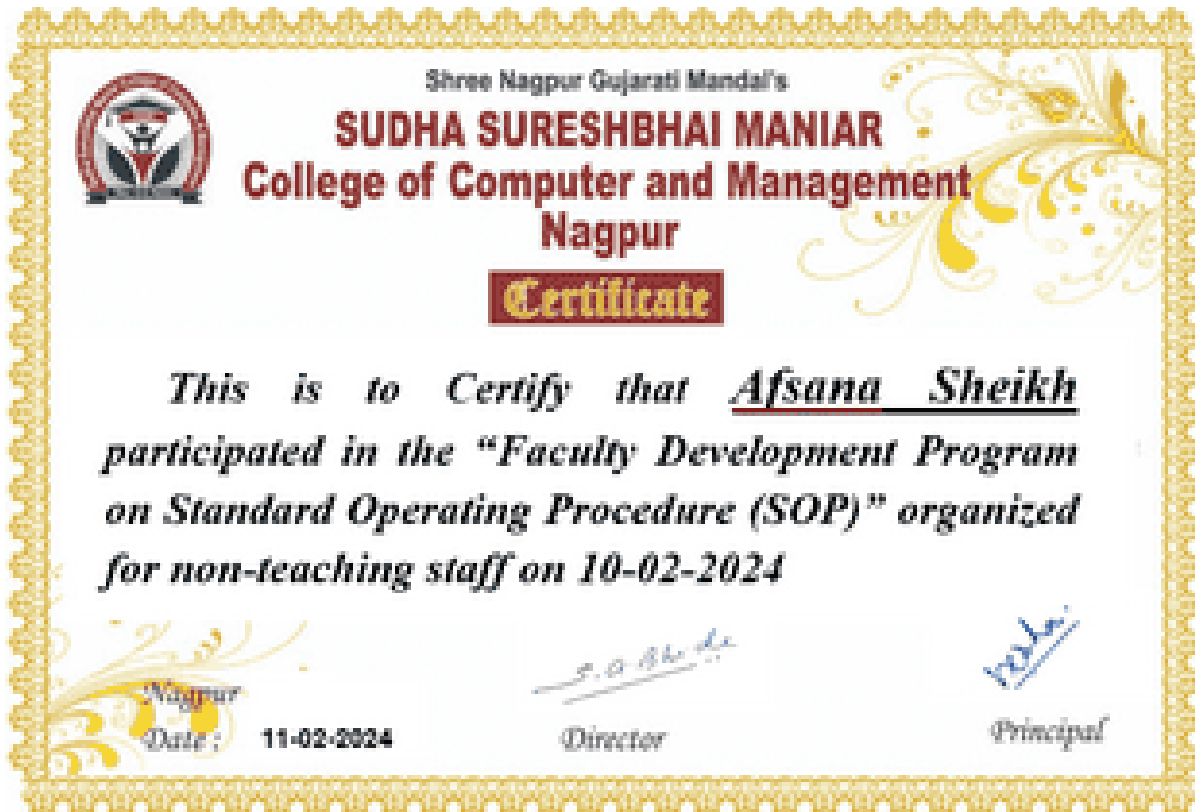 Shree Nagpur Gujarati Mandal's
SUDHA SURESHBHAI MANIAR
College of Computer and Management
Nagpur
Certificate
This is to Certify that Afsana Sheikh
participated in the “Faculty Development Program
on Standard Operating Procedure (SOP)” organized
for non-teaching staff on 10-02-2024
Nagpur
Date : 11-02-2024
Director
Principal